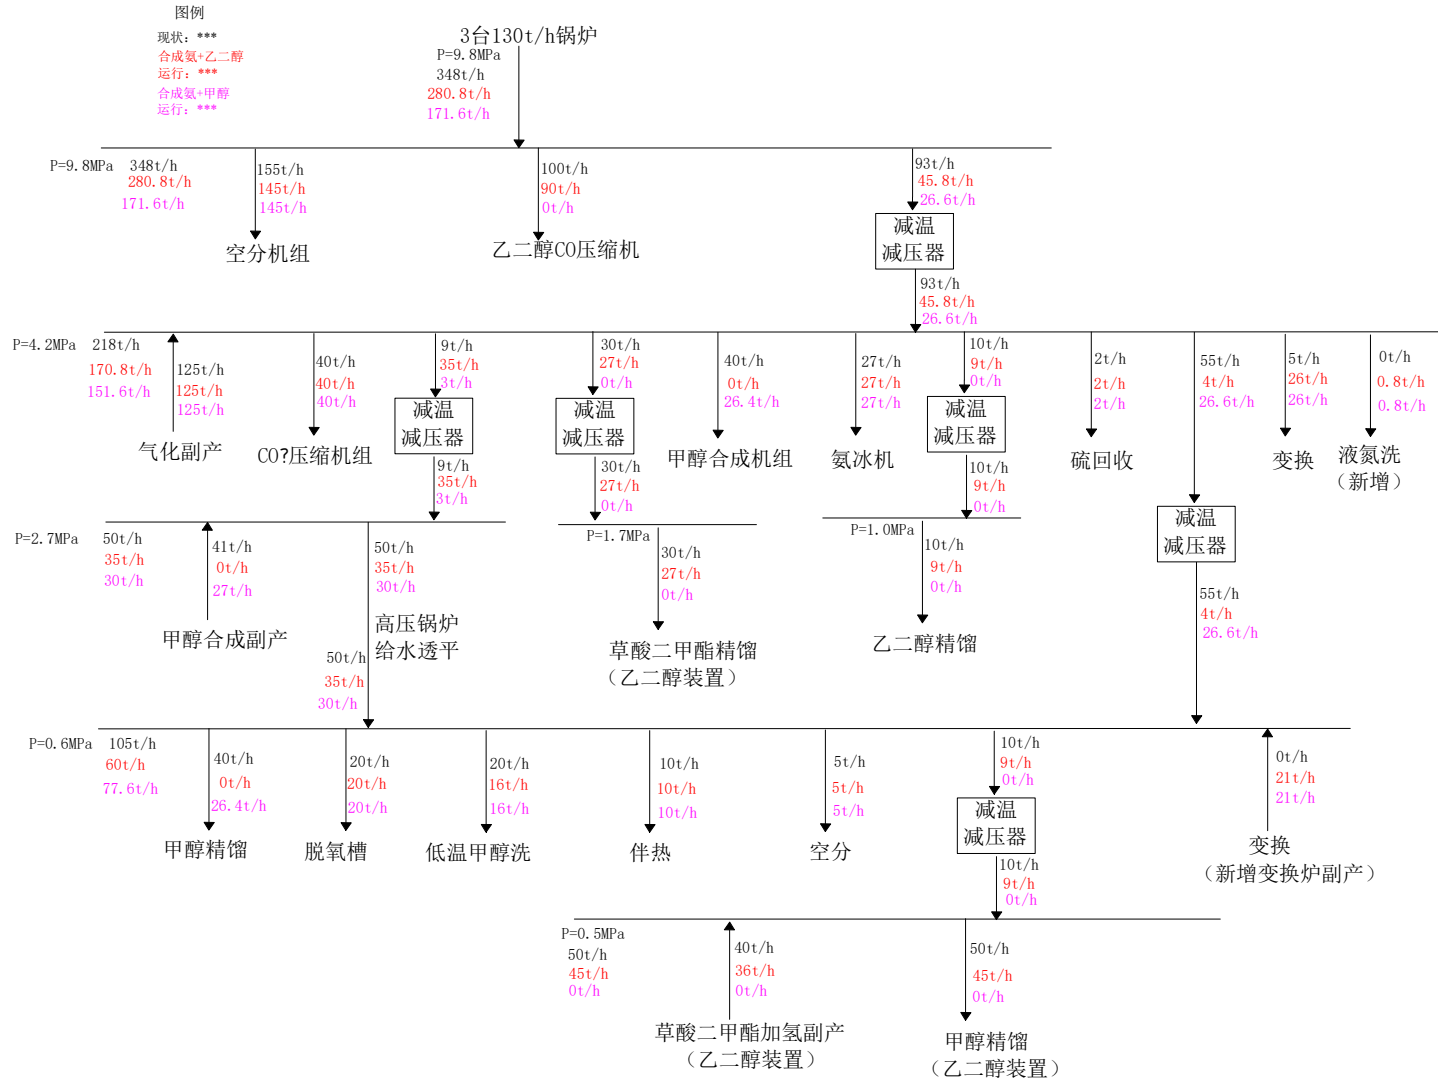 图例
现状：***
合成氨+乙二醇
运行：***
合成氨+甲醇
运行：***
3台130t/h锅炉
P=9.8MPa
348t/h
280.8t/h
171.6t/h
P=9.8MPa
348t/h
280.8t/h
171.6t/h
155t/h
145t/h
145t/h
空分机组
100t/h
90t/h
0t/h
乙二醇CO压缩机
93t/h
45.8t/h
26.6t/h
减温
减压器
93t/h
45.8t/h
26.6t/h
P=4.2MPa
218t/h
170.8t/h
151.6t/h
125t/h
125t/h
125t/h
气化副产
40t/h
40t/h
40t/h
CO?压缩机组
9t/h
35t/h
3t/h
减温
减压器
9t/h
35t/h
3t/h
30t/h
27t/h
0t/h
减温
减压器
30t/h
27t/h
0t/h
40t/h
0t/h
26.4t/h
甲醇合成机组
27t/h
27t/h
27t/h
氨冰机
10t/h
9t/h
0t/h
减温
减压器
10t/h
9t/h
0t/h
2t/h
2t/h
2t/h
硫回收
55t/h
4t/h
26.6t/h
减温
减压器
55t/h
4t/h
26.6t/h
5t/h
26t/h
26t/h
变换
0t/h
0.8t/h
0.8t/h
液氮洗
（新增）
P=2.7MPa
50t/h
35t/h
30t/h
41t/h
0t/h
27t/h
甲醇合成副产
50t/h
35t/h
30t/h
高压锅炉
给水透平
50t/h
35t/h
30t/h
P=1.7MPa
30t/h
27t/h
0t/h
草酸二甲酯精馏
（乙二醇装置）
P=1.0MPa
10t/h
9t/h
0t/h
乙二醇精馏
P=0.6MPa
105t/h
60t/h
77.6t/h
40t/h
0t/h
26.4t/h
甲醇精馏
20t/h
20t/h
20t/h
脱氧槽
20t/h
16t/h
16t/h
低温甲醇洗
10t/h
10t/h
10t/h
伴热
5t/h
5t/h
5t/h
空分
10t/h
9t/h
0t/h
减温
减压器
10t/h
9t/h
0t/h
0t/h
21t/h
21t/h
变换
（新增变换炉副产）
P=0.5MPa
50t/h
45t/h
0t/h
40t/h
36t/h
0t/h
草酸二甲酯加氢副产
（乙二醇装置）
50t/h
45t/h
0t/h
甲醇精馏
（乙二醇装置）